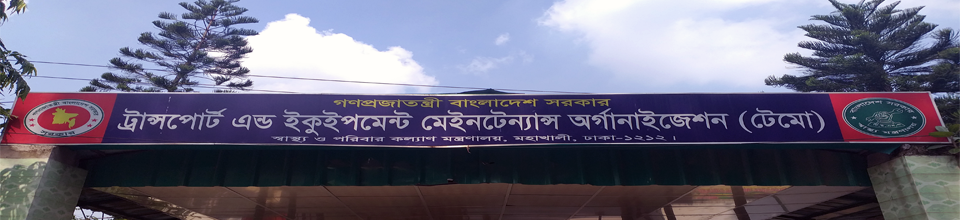 গণপ্রজাতন্ত্রী বাংলাদেশ সরকার
ট্রান্সপোর্ট এন্ড ইকুইপমেন্ট মেইনটেন্যান্স অর্গানাইজেশন (টেমো)
স্বাস্থ্য ও পরিবার কল্যাণ মন্ত্রণালয়, মহাখালী, ঢাকা-১২১২।